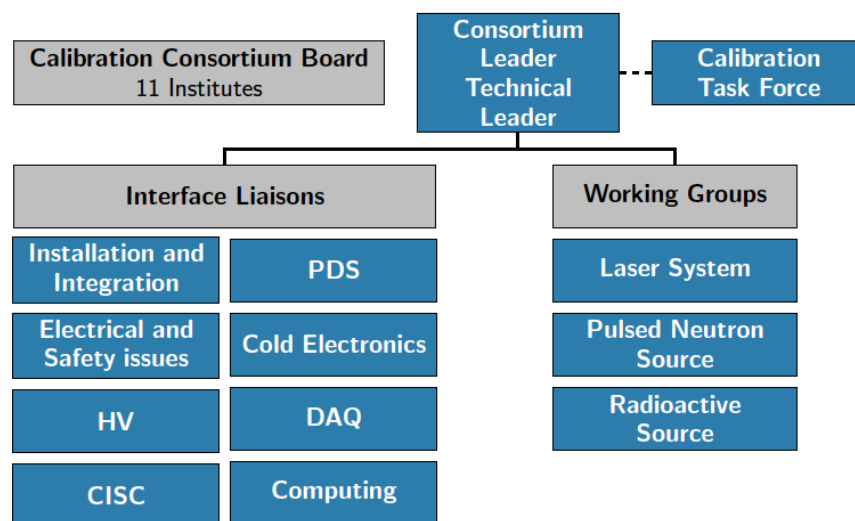 Calibration Consortium Board
11 Institutes
Consortium
Leader
Technical
Leader
Calibration
Task Force
Interface Liaisons
Working Groups
Installation and
Integration
PDS
Laser System
Electrical and
Safety issues
Cold Electronics
Pulsed Neutron
Source
HV
DAQ
Radioactive
Source
CISC
Computing